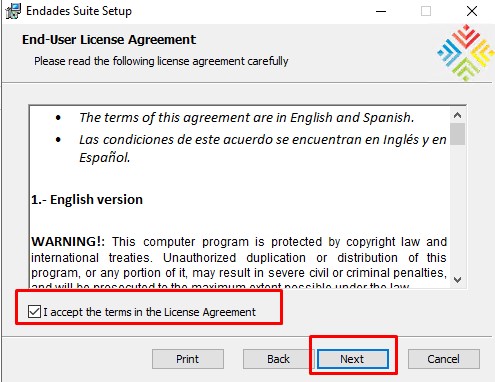 Endades Suite Setup
End-User License Agreement
Please read the following license agreement carefully
• The terms of this agreement are in English and Spanish.
• Las condiciones de este acuerdo se encuentran en Inglés y en
Español.
1.- English version
WARNING!: This computer program is protected by copyright law and
international treaties. Unauthorized duplication or distribution of this
program, or any portion of it, may result in severe civil or criminal penalties,
and will be prosecuted to the maximum extent possible under the law.
I accept the terms in the License Agreement
Print
Back
Next
Cancel